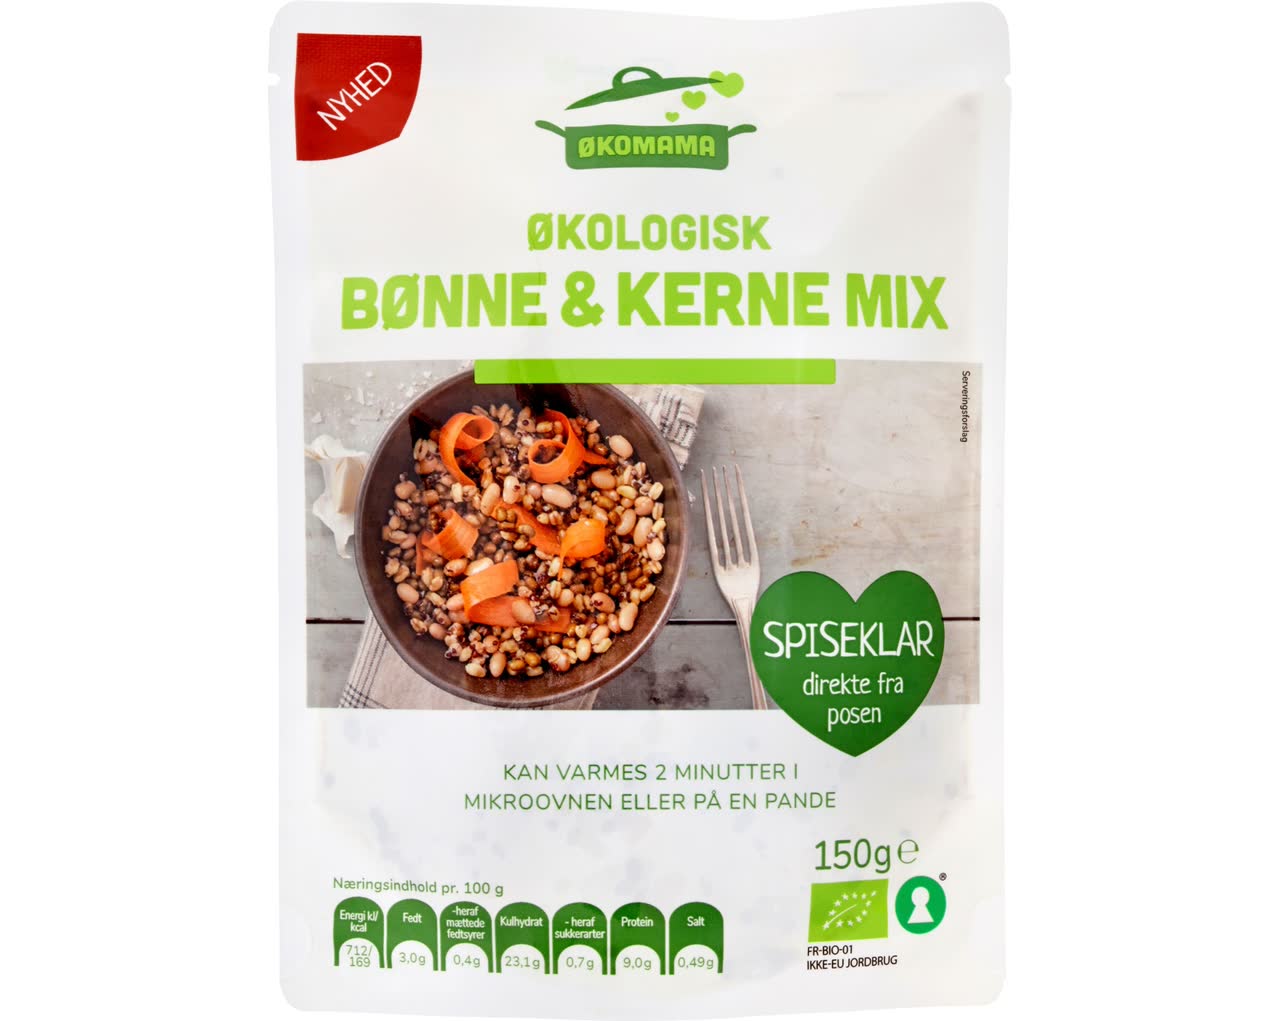 NYHED
ØKOMAMA
ØKOLOGISK
BØNNE & KERNE MIX
Serveringsforslag
SPISEKLAR
direkte fra
posen
KAN VARMES 2 MINUTTER I
MIKROOVNEN ELLER PÅ EN PANDE
150g ℮
Næringsindhold pr. 100 g
Energi kJ/
kcal
712/
169
Fedt
3,0g
-heraf
mættede
fedtsyrer
0,4g
Kulhydrat
23,1g
- heraf
sukkerarter
0,7g
Protein
9,0g
Salt
0,49g
®
FR-BIO-01
IKKE-EU JORDBRUG